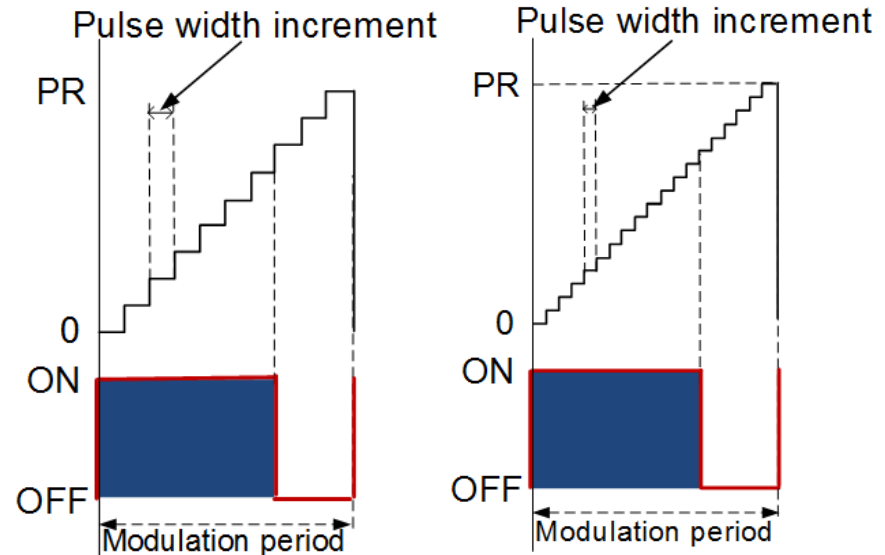 Pulse width increment
PR
0
ON
OFF
Modulation period
Pulse width increment
PR
0
ON
OFF
Modulation period